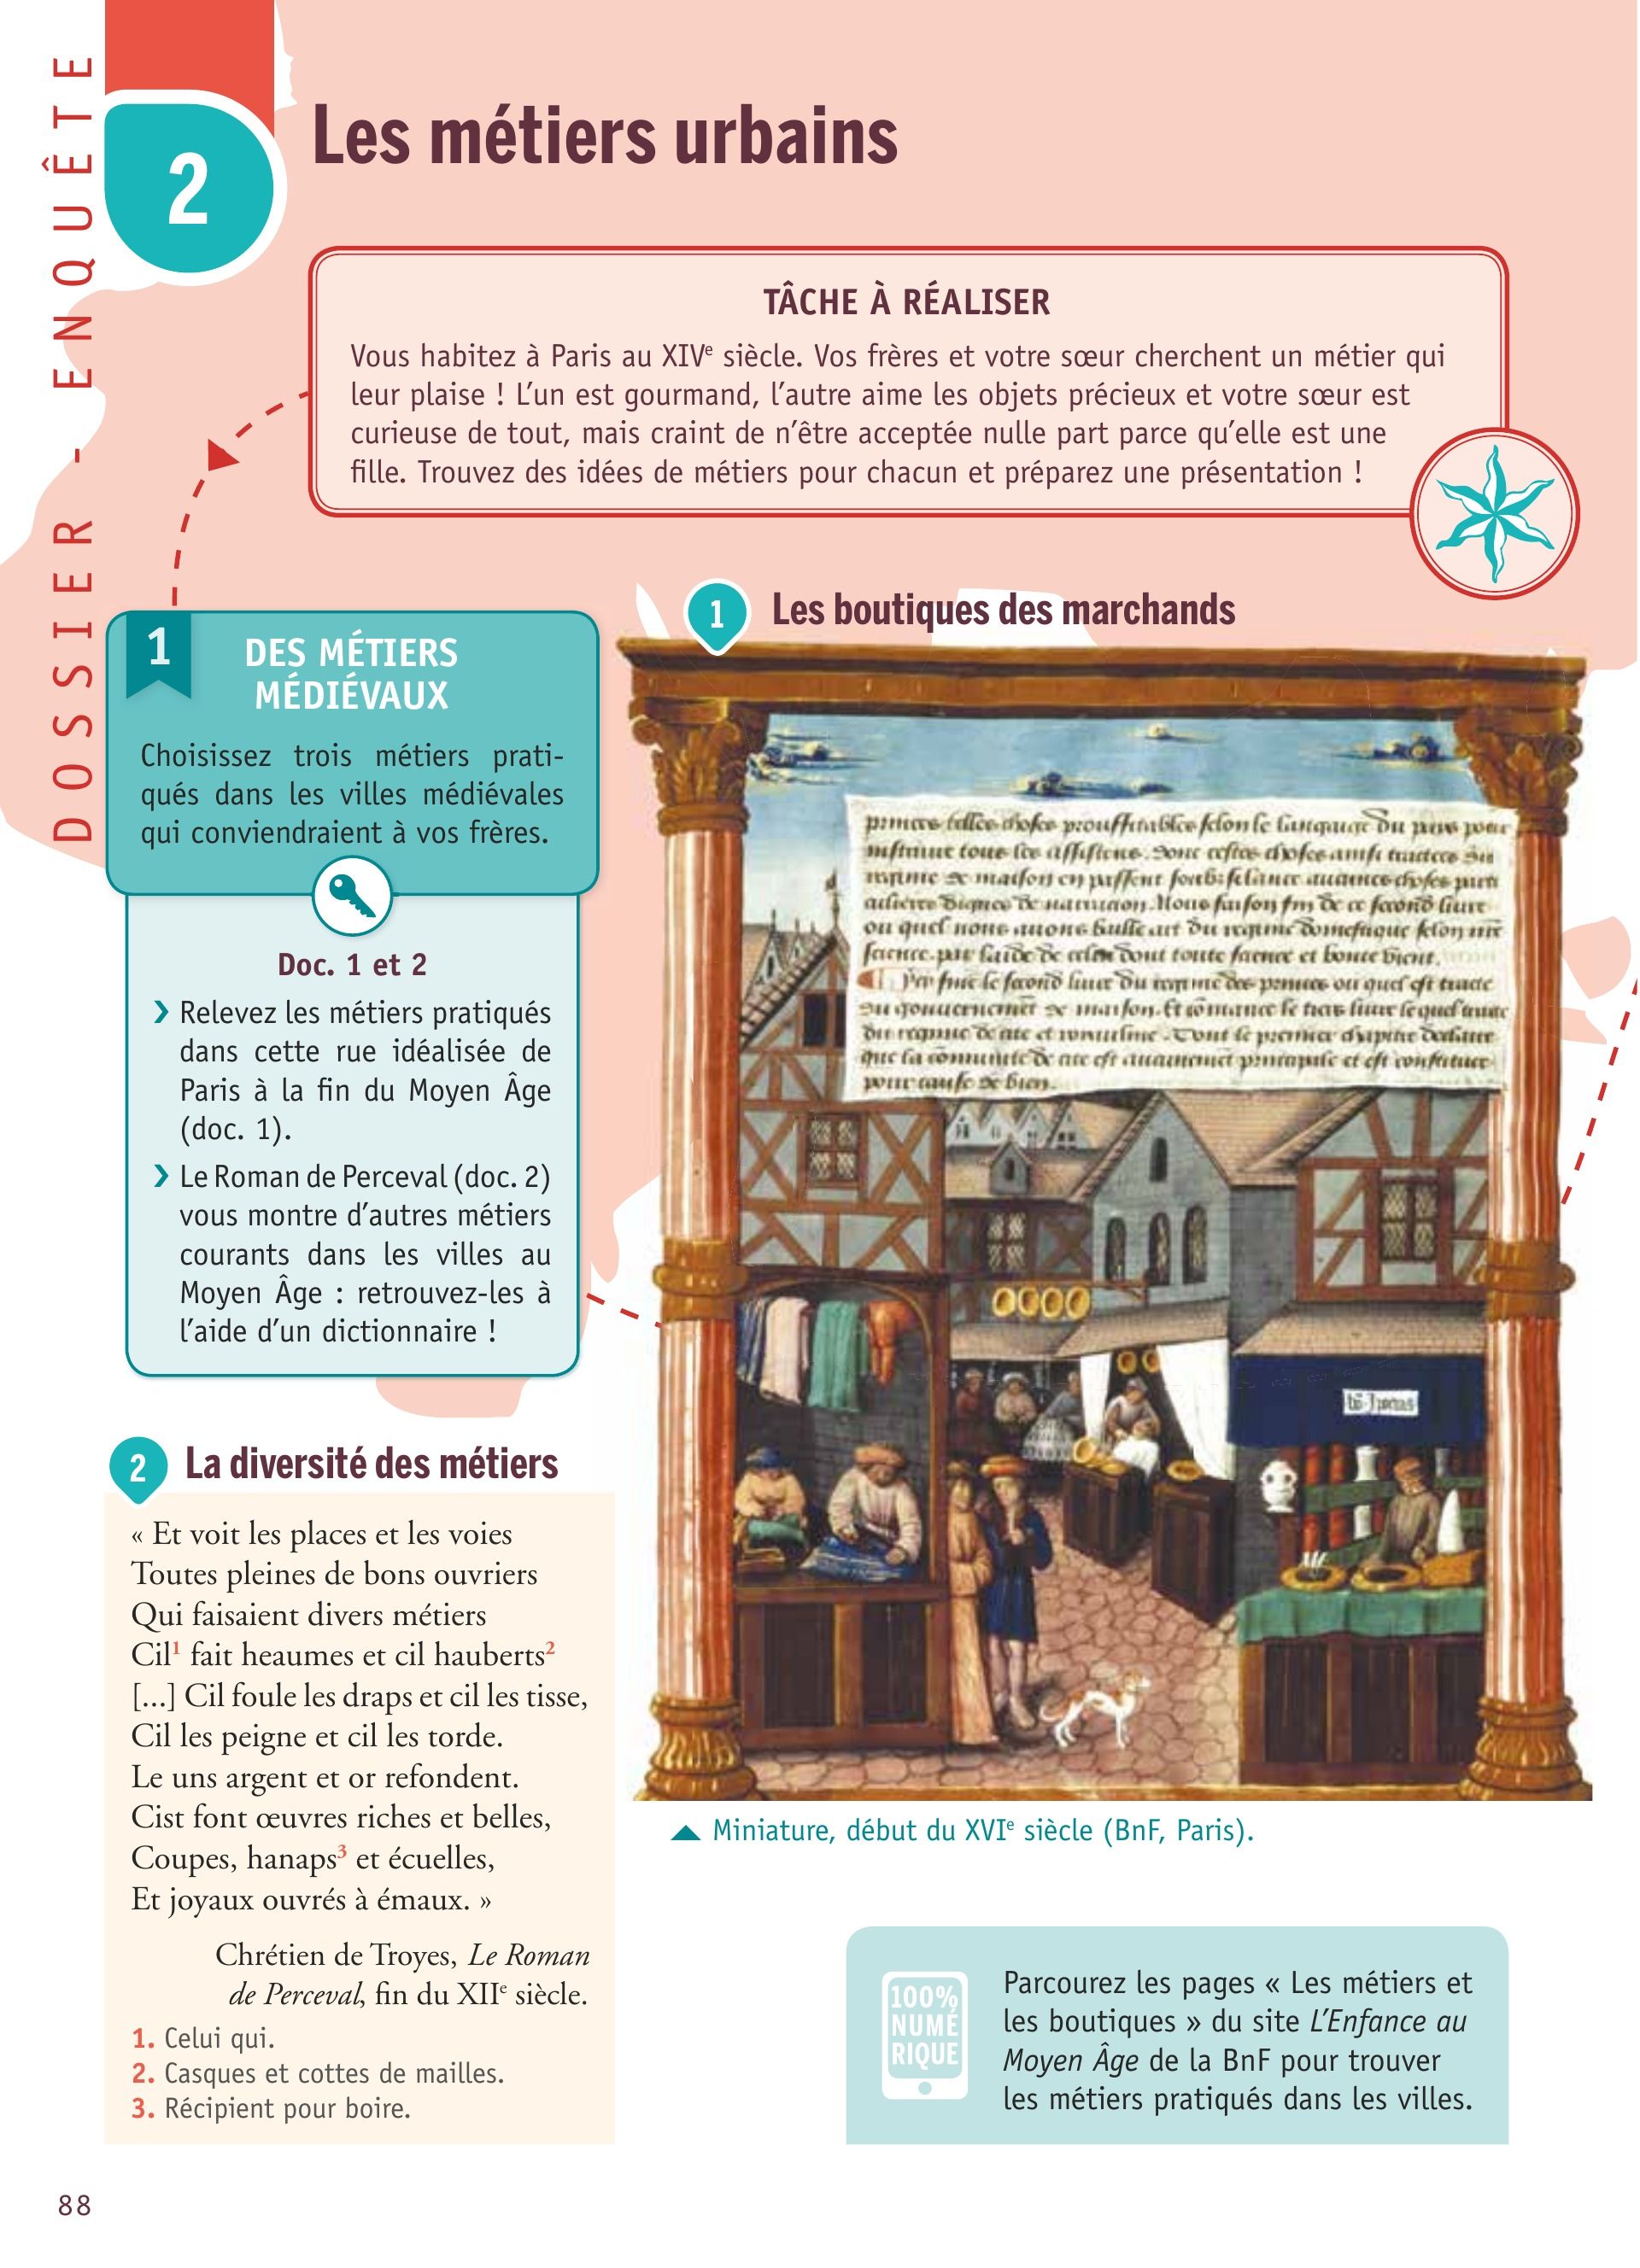 DOSSIER - ENQUÊTE
2
Les métiers urbains
TÂCHE À RÉALISER
Vous habitez à Paris au XIVe siècle. Vos frères et votre sœur cherchent un métier qui
leur plaise ! L'un est gourmand, l'autre aime les objets précieux et votre sœur est
curieuse de tout, mais craint de n'être acceptée nulle part parce qu'elle est une
fille. Trouvez des idées de métiers pour chacun et préparez une présentation !
1
DES MÉTIERS
MÉDIÉVAUX
Choisissez trois métiers prati-
qués dans les villes médiévales
qui conviendraient à vos frères.
Doc. 1 et 2
› Relevez les métiers pratiqués
dans cette rue idéalisée de
Paris à la fin du Moyen Âge
(doc. 1).
› Le Roman de Perceval (doc. 2)
vous montre d'autres métiers
courants dans les villes au
Moyen Âge : retrouvez-les à
l'aide d'un dictionnaire !
1 Les boutiques des marchands
▲ Miniature, début du XVIe siècle (BnF, Paris).
2 La diversité des métiers
« Et voit les places et les voies
Toutes pleines de bons ouvriers
Qui faisaient divers métiers
Cil1 fait heaumes et cil hauberts2
[...] Cil foule les draps et cil les tisse,
Cil les peigne et cil les torde.
Le uns argent et or refondent.
Cist font œuvres riches et belles,
Coupes, hanaps3 et écuelles,
Et joyaux ouvrés à émaux. »
Chrétien de Troyes, Le Roman
de Perceval, fin du XIIe siècle.
1. Celui qui.
2. Casques et cottes de mailles.
3. Récipient pour boire.
100%
NUMÉ
RIQUE
Parcourez les pages « Les métiers et
les boutiques » du site L'Enfance au
Moyen Âge de la BnF pour trouver
les métiers pratiqués dans les villes.
88